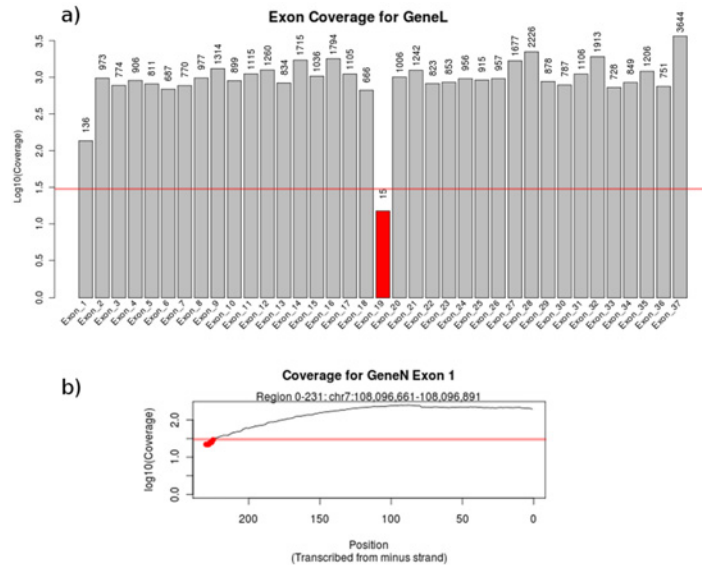 a)
Exon Coverage for GeneL
Log10(Coverage)
3.5
3.0
2.5
2.0
1.5
1.0
0.5
0.0
136
973
774
906
811
687
770
977
1314
899
1115
1260
834
1715
1036
1794
1105
666
15
1006
1242
823
853
956
915
957
1677
2226
878
787
1106
1913
728
849
1206
751
3644
Exon_1
Exon_2
Exon_3
Exon_4
Exon_5
Exon_6
Exon_7
Exon_8
Exon_9
Exon_10
Exon_11
Exon_12
Exon_13
Exon_14
Exon_15
Exon_16
Exon_17
Exon_18
Exon_19
Exon_20
Exon_21
Exon_22
Exon_23
Exon_24
Exon_25
Exon_26
Exon_27
Exon_28
Exon_29
Exon_30
Exon_31
Exon_32
Exon_33
Exon_34
Exon_35
Exon_36
Exon_37
b)
Coverage for GeneN Exon 1
Region 0-231: chr7:108,096,661-108,096,891
log10(Coverage)
2.0
1.0
0.0
200
150
100
50
0
Position
(Transcribed from minus strand)